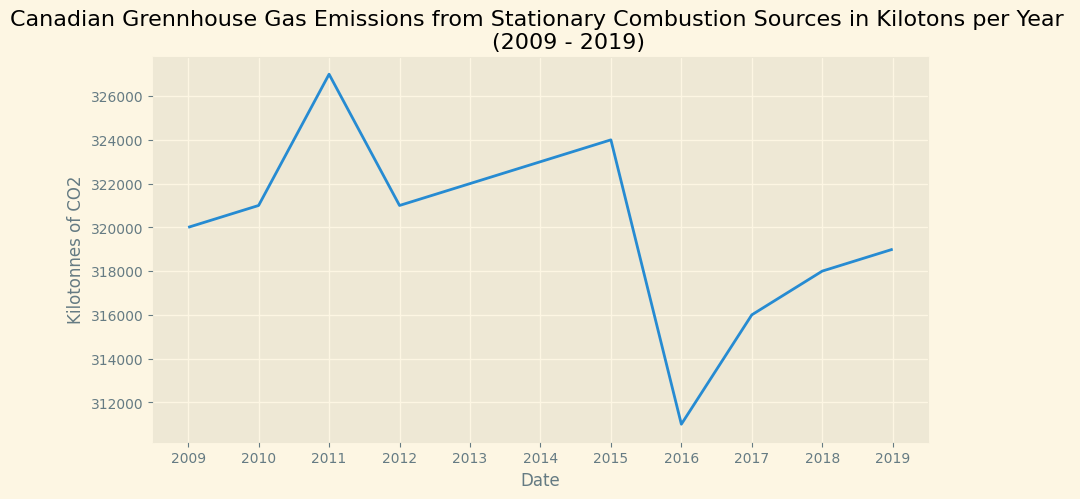 Canadian Grennhouse Gas Emissions from Stationary Combustion Sources in Kilotons per Year
(2009 - 2019)
326000
324000
322000
320000
318000
316000
314000
312000
Kilotonnes of CO2
2009 2010 2011 2012 2013 2014 2015 2016 2017 2018 2019
Date